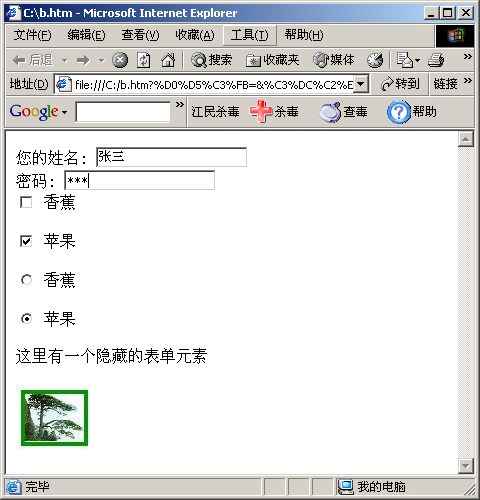 C:\b.htm - Microsoft Internet Explorer
文件(F) 编辑(E) 查看(V) 收藏(A) 工具(T) 帮助(H) »
后退 搜索 收藏夹 媒体 »
地址(D) file:///C:/b.htm?%D0%D5%C3%FB=&%C3%DC%C2%E 转到 链接 »
Google » 江民杀毒 杀毒 查毒 帮助
您的姓名: 张三
密码: ***
香蕉
苹果
香蕉
苹果
这里有一个隐藏的表单元素
完毕 我的电脑